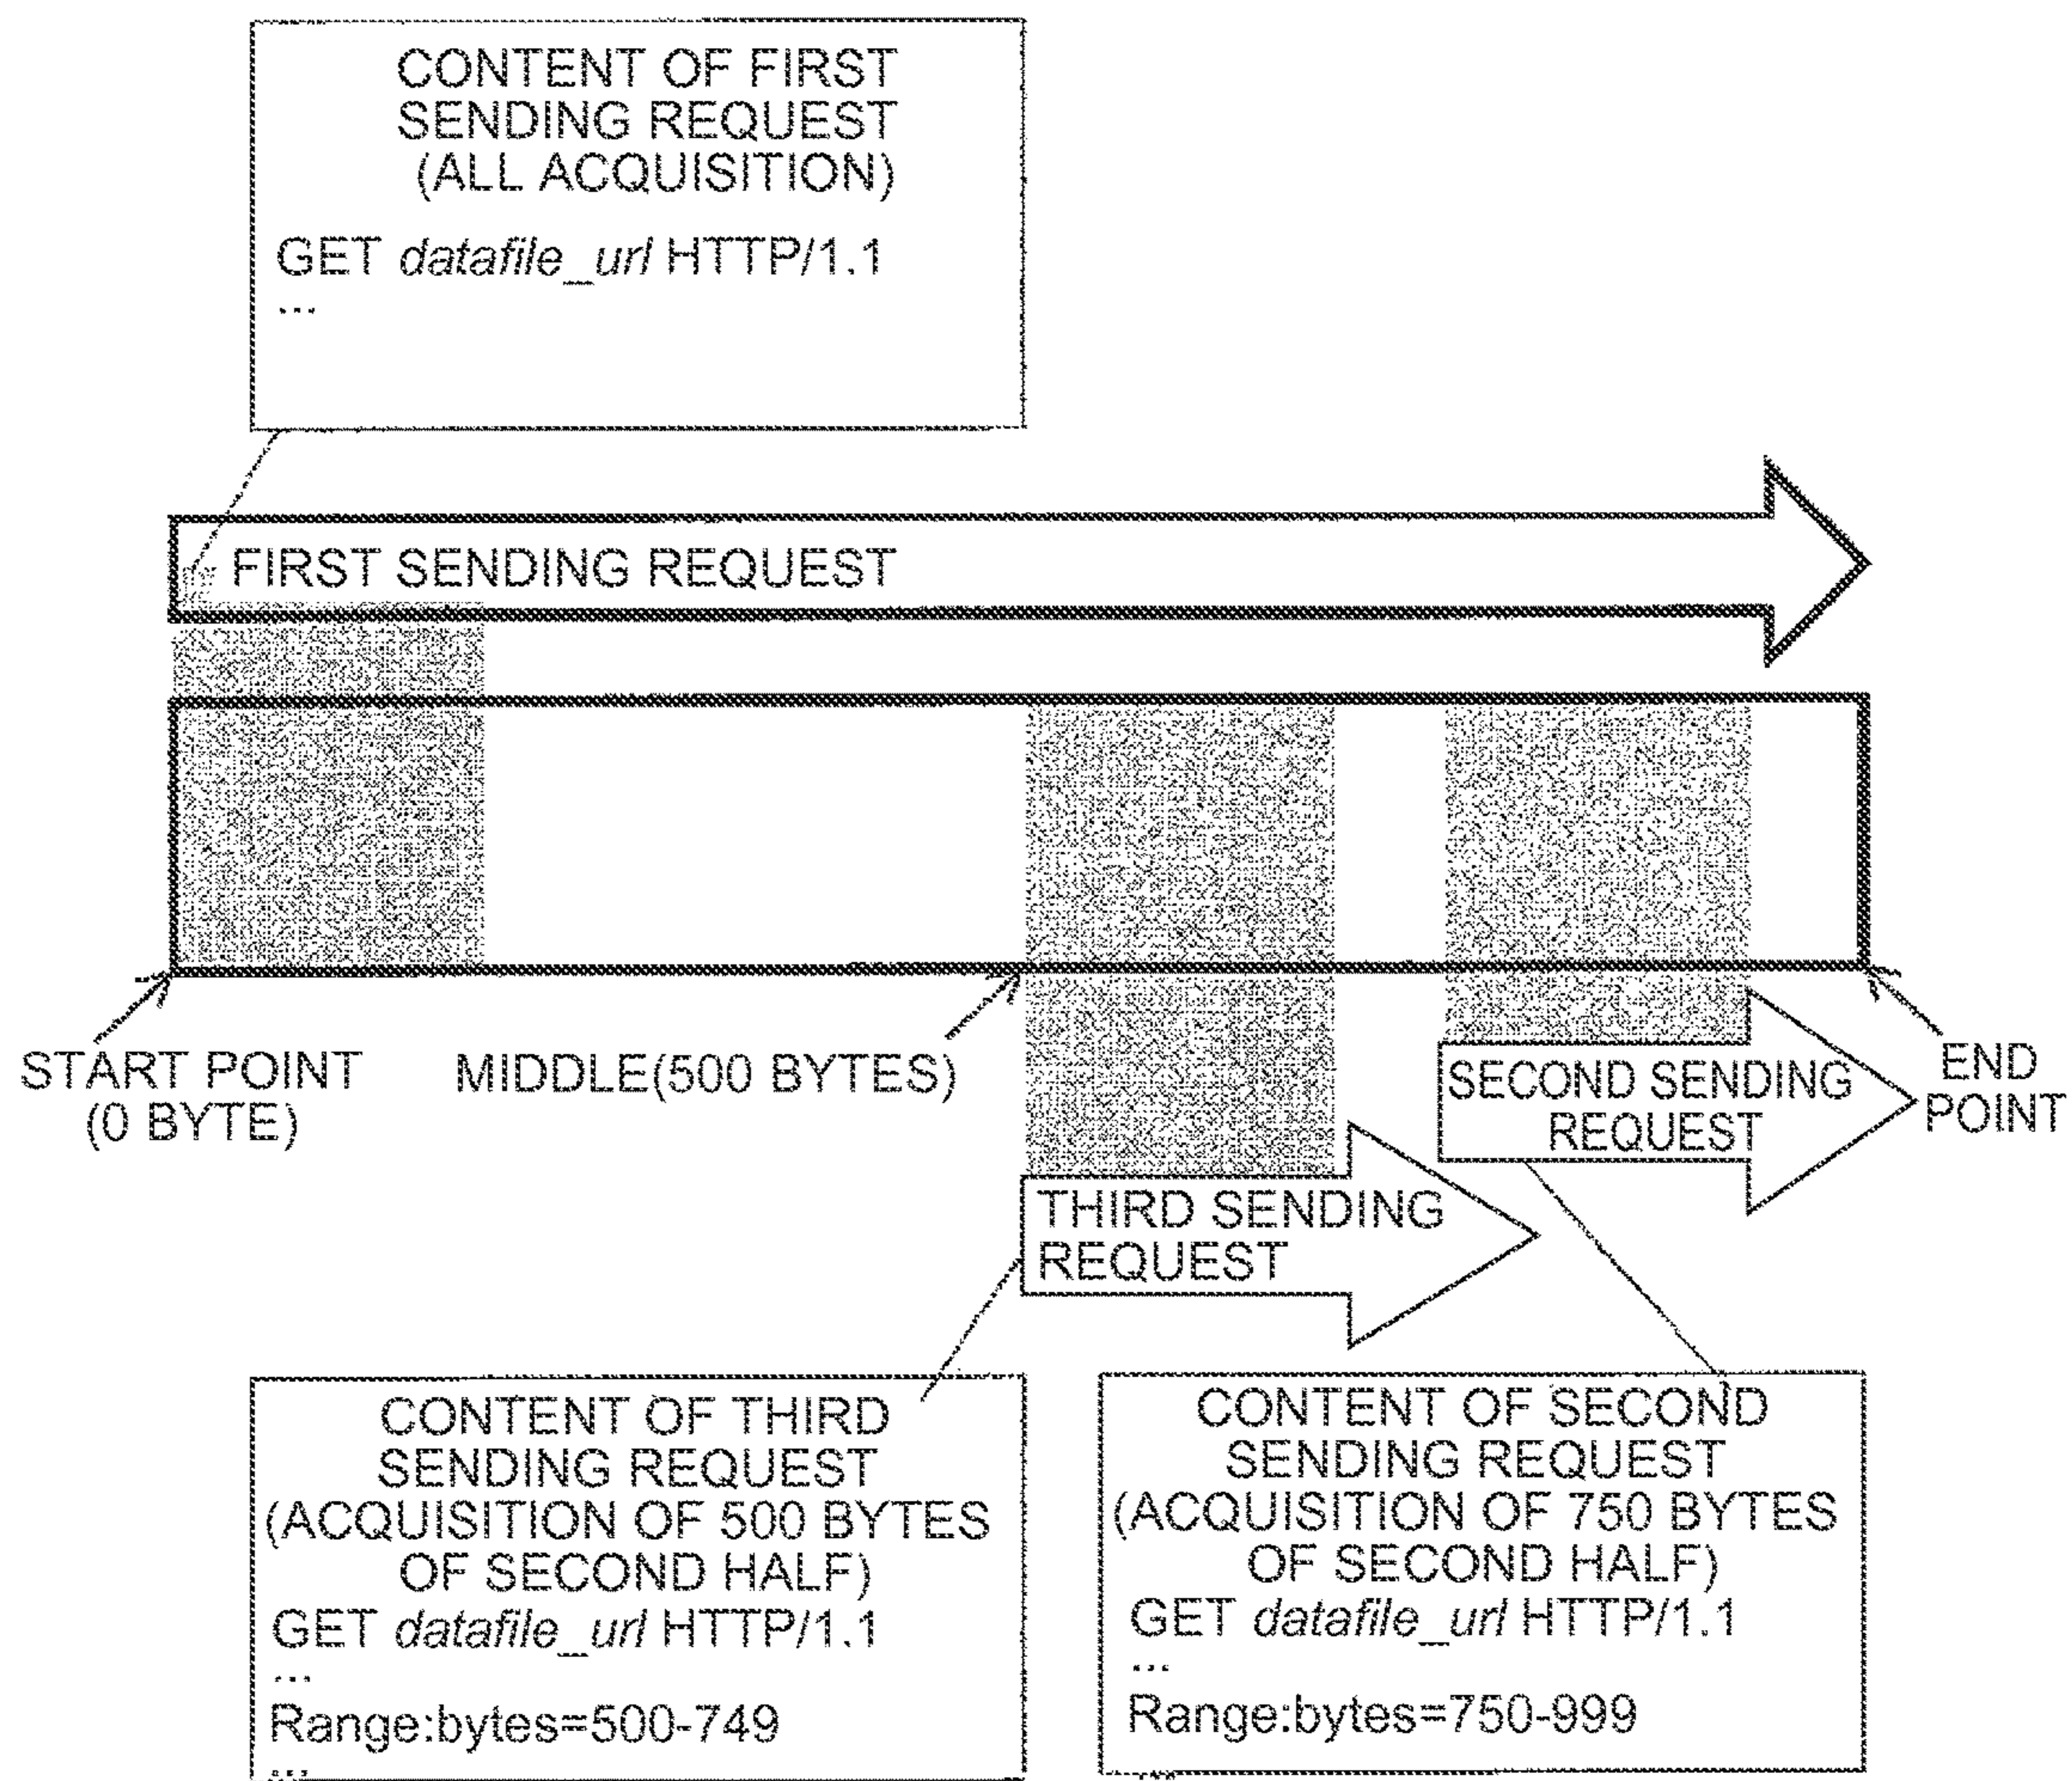 CONTENT OF FIRST
SENDING REQUEST
(ALL ACQUISITION)
GET datafile_url HTTP/1.1
...
FIRST SENDING REQUEST
START POINT
(0 BYTE)
MIDDLE(500 BYTES)
END
POINT
SECOND SENDING
REQUEST
THIRD SENDING
REQUEST
CONTENT OF THIRD
SENDING REQUEST
(ACQUISITION OF 500 BYTES
OF SECOND HALF)
GET datafile_url HTTP/1.1
...
Range:bytes=500-749
...
CONTENT OF SECOND
SENDING REQUEST
(ACQUISITION OF 750 BYTES
OF SECOND HALF)
GET datafile_url HTTP/1.1
...
Range:bytes=750-999
...